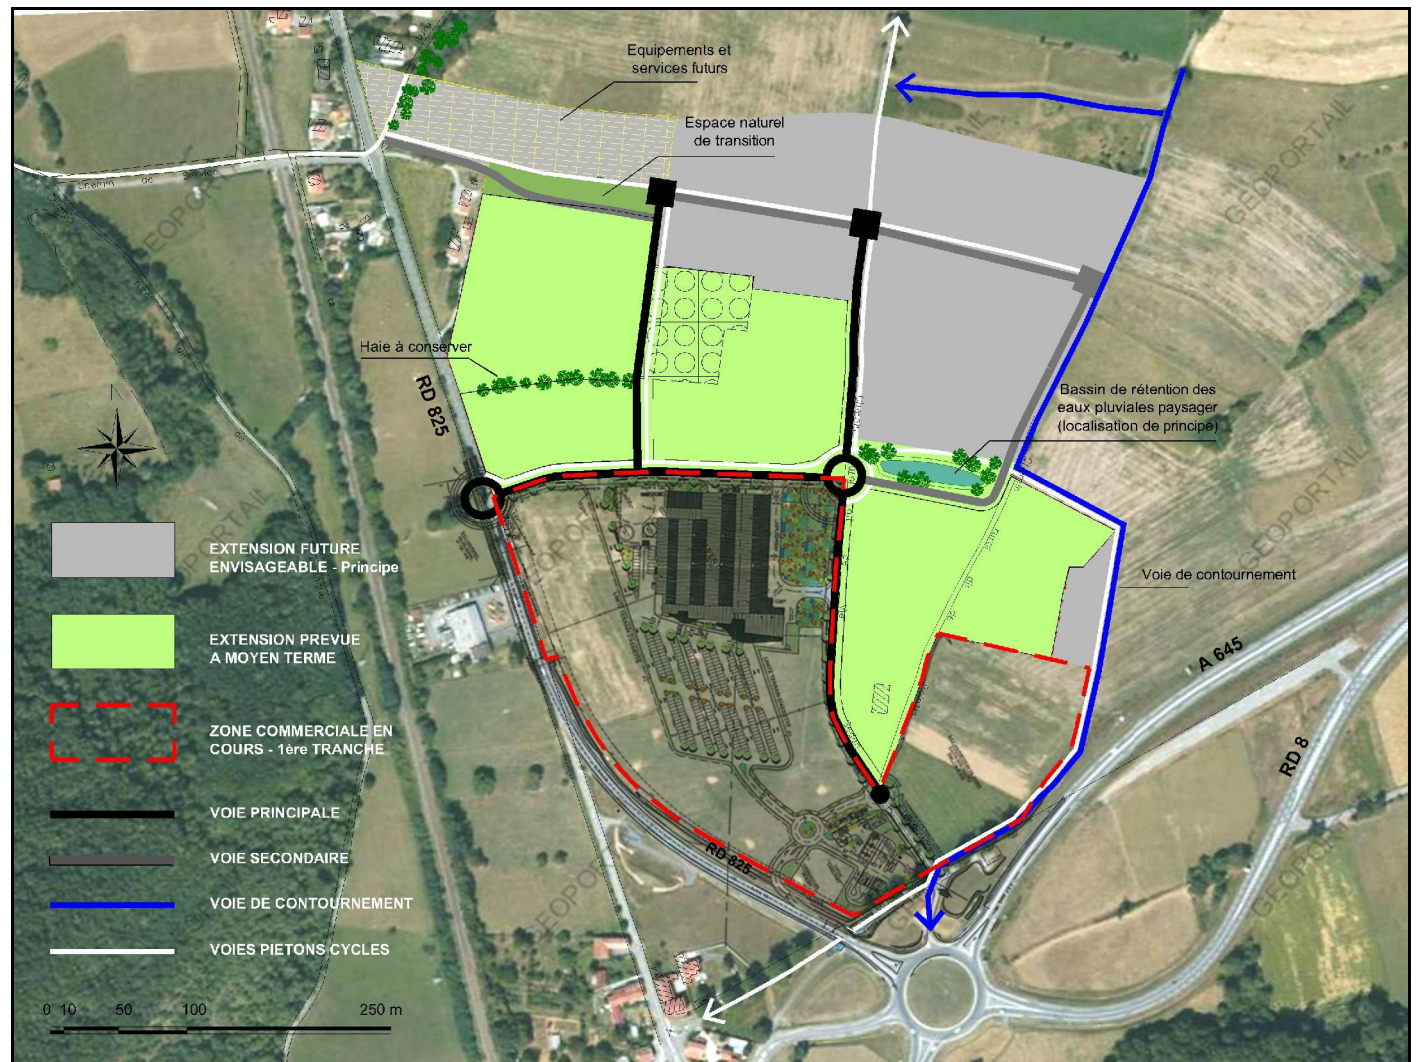 Equipements et
services futurs
Espace naturel
de transition
GEOPORTAIL
Chemin de Service
Haie à conserver
RD 825
Bassin de rétention des
eaux pluviales paysager
(localisation de principe)
N
EXTENSION FUTURE
ENVISAGEABLE - Principe
Voie de contournement
EXTENSION PREVUE
A MOYEN TERME
A 645
ZONE COMMERCIALE EN
COURS - 1ère TRANCHE
RD 8
VOIE PRINCIPALE
VOIE SECONDAIRE
RD 825
VOIE DE CONTOURNEMENT
VOIES PIETONS CYCLES
0 10 50 100 250 m